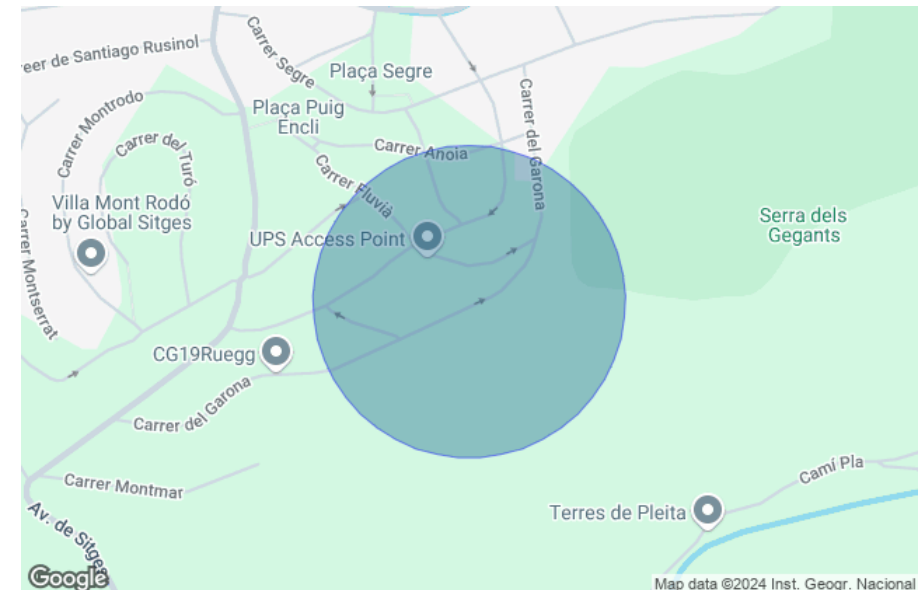 reer de Santiago Rusinol
Carrer Segre
Plaça Segre
Plaça Puig
Encli
Carrer Montrodo
Carrer del Turó
Carrer Anoia
Carrer del Garona
Carrer Fluvià
Villa Mont Rodó
by Global Sitges
UPS Access Point
Serra dels
Gegants
Carrer Montserrat
CG19Ruegg
Carrer del Garona
Carrer Montmar
Camí Pla
Terres de Pleita
Av. de Sitges
Google
Map data ©2024 Inst. Geogr. Nacional